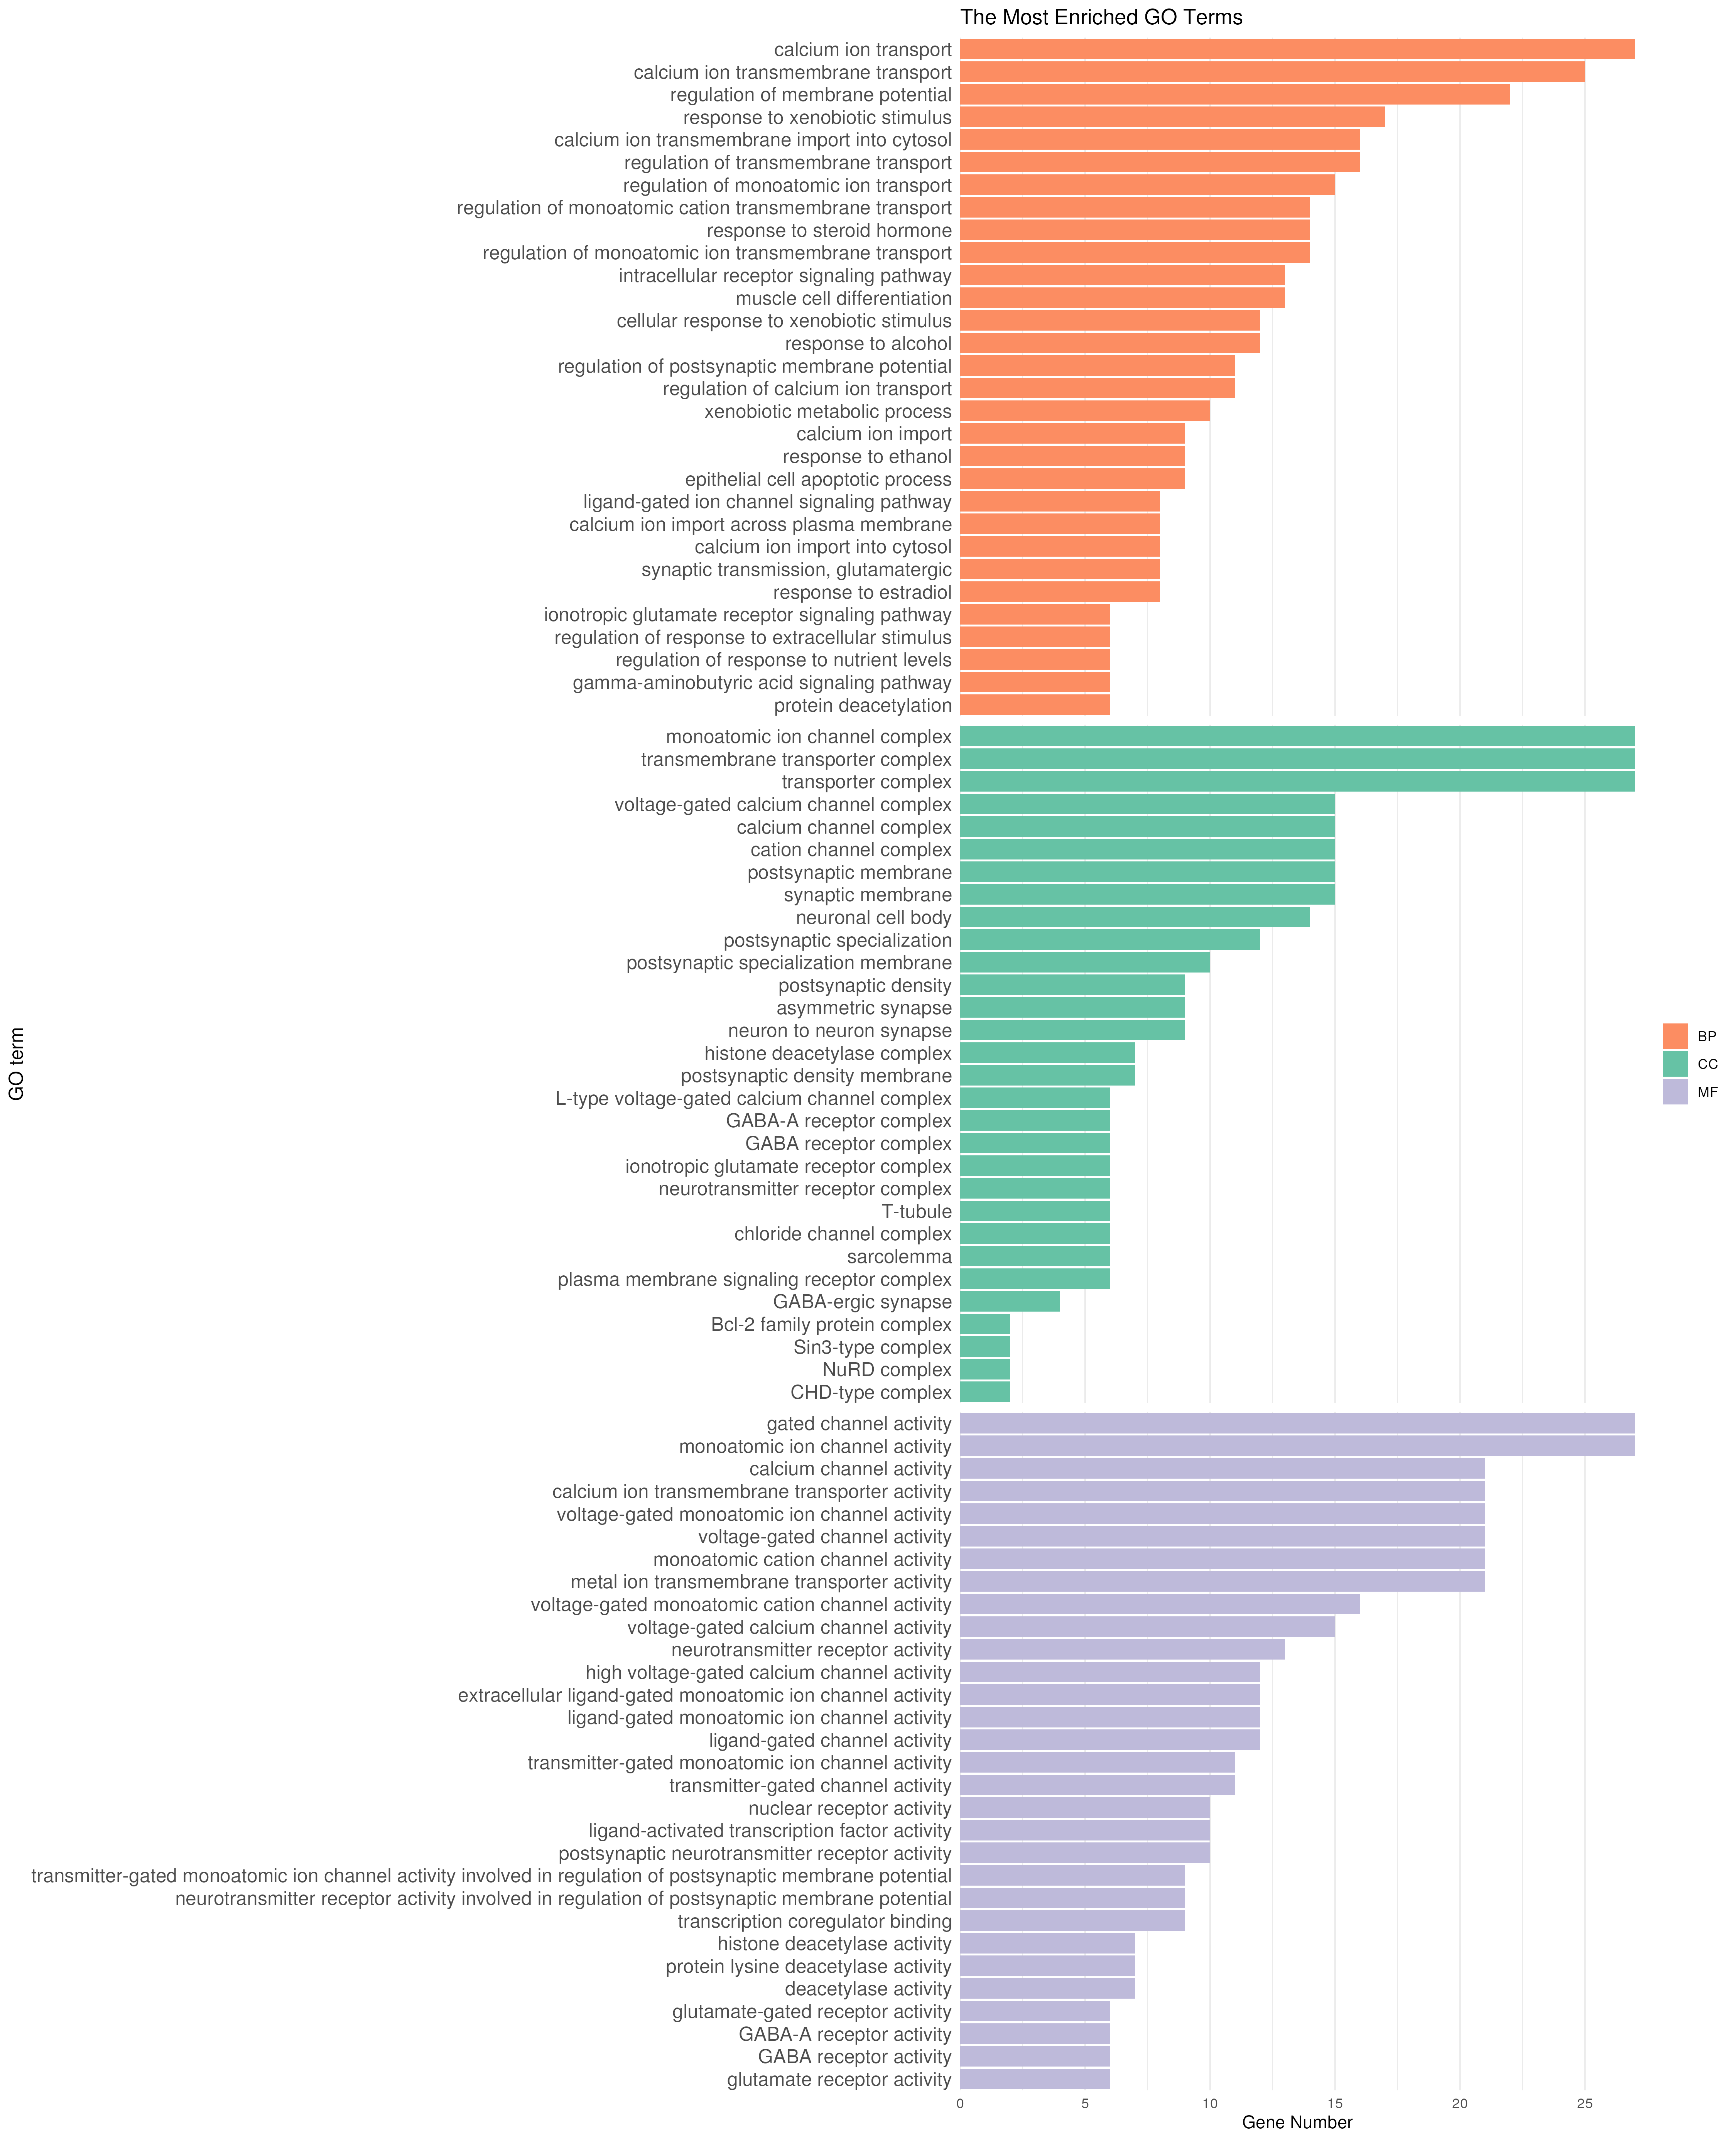 The Most Enriched GO Terms
calcium ion transport
calcium ion transmembrane transport
regulation of membrane potential
response to xenobiotic stimulus
calcium ion transmembrane import into cytosol
regulation of transmembrane transport
regulation of monoatomic ion transport
regulation of monoatomic cation transmembrane transport
response to steroid hormone
regulation of monoatomic ion transmembrane transport
intracellular receptor signaling pathway
muscle cell differentiation
cellular response to xenobiotic stimulus
response to alcohol
regulation of postsynaptic membrane potential
regulation of calcium ion transport
xenobiotic metabolic process
calcium ion import
response to ethanol
epithelial cell apoptotic process
ligand-gated ion channel signaling pathway
calcium ion import across plasma membrane
calcium ion import into cytosol
synaptic transmission, glutamatergic
response to estradiol
ionotropic glutamate receptor signaling pathway
regulation of response to extracellular stimulus
regulation of response to nutrient levels
gamma-aminobutyric acid signaling pathway
protein deacetylation
monoatomic ion channel complex
transmembrane transporter complex
transporter complex
voltage-gated calcium channel complex
calcium channel complex
cation channel complex
postsynaptic membrane
synaptic membrane
neuronal cell body
postsynaptic specialization
postsynaptic specialization membrane
postsynaptic density
asymmetric synapse
neuron to neuron synapse
histone deacetylase complex
postsynaptic density membrane
L-type voltage-gated calcium channel complex
GABA-A receptor complex
GABA receptor complex
ionotropic glutamate receptor complex
neurotransmitter receptor complex
T-tubule
chloride channel complex
sarcolemma
plasma membrane signaling receptor complex
GABA-ergic synapse
Bcl-2 family protein complex
Sin3-type complex
NuRD complex
CHD-type complex
gated channel activity
monoatomic ion channel activity
calcium channel activity
calcium ion transmembrane transporter activity
voltage-gated monoatomic ion channel activity
voltage-gated channel activity
monoatomic cation channel activity
metal ion transmembrane transporter activity
voltage-gated monoatomic cation channel activity
voltage-gated calcium channel activity
neurotransmitter receptor activity
high voltage-gated calcium channel activity
extracellular ligand-gated monoatomic ion channel activity
ligand-gated monoatomic ion channel activity
ligand-gated channel activity
transmitter-gated monoatomic ion channel activity
transmitter-gated channel activity
nuclear receptor activity
ligand-activated transcription factor activity
postsynaptic neurotransmitter receptor activity
transmitter-gated monoatomic ion channel activity involved in regulation of postsynaptic membrane potential
neurotransmitter receptor activity involved in regulation of postsynaptic membrane potential
transcription coregulator binding
histone deacetylase activity
protein lysine deacetylase activity
deacetylase activity
glutamate-gated receptor activity
GABA-A receptor activity
GABA receptor activity
glutamate receptor activity
0 5 10 15 20 25
Gene Number
GO term
BP
CC
MF